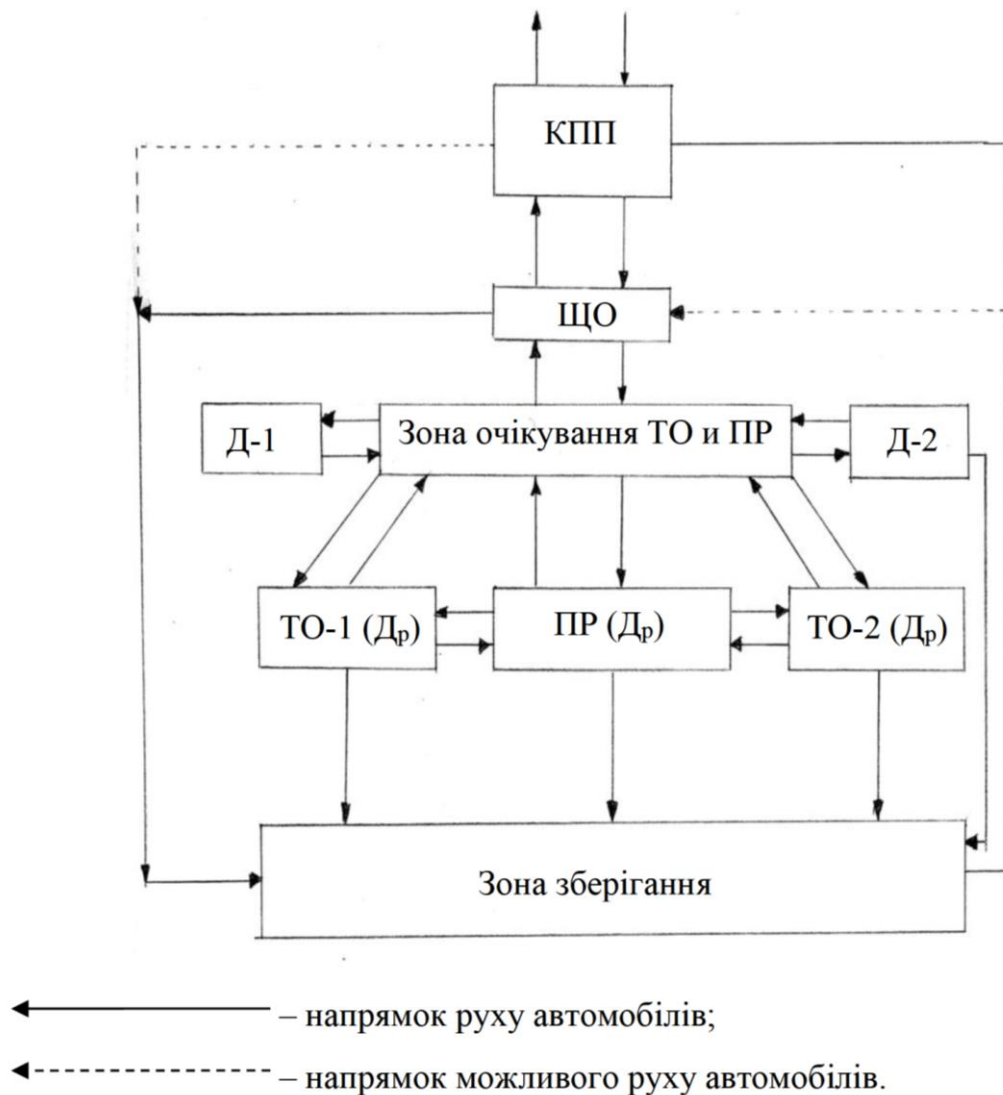 КПП
ЩО
Зона очікування ТО и ПР
Д-1
Д-2
ТО-1 (Др)
ПР (Др)
ТО-2 (Др)
Зона зберігання
– напрямок руху автомобілів;
– напрямок можливого руху автомобілів.